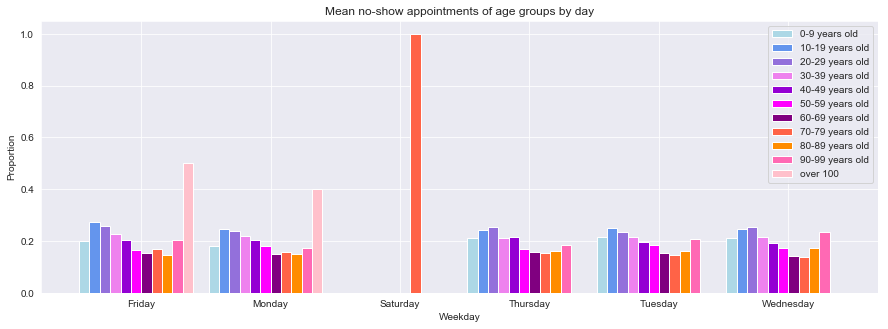 Mean no-show appointments of age groups by day
1.0
0.8
0.6
0.4
0.2
0.0
Proportion
0-9 years old
10-19 years old
20-29 years old
30-39 years old
40-49 years old
50-59 years old
60-69 years old
70-79 years old
80-89 years old
90-99 years old
over 100
Friday Monday Saturday Thursday Tuesday Wednesday
Weekday